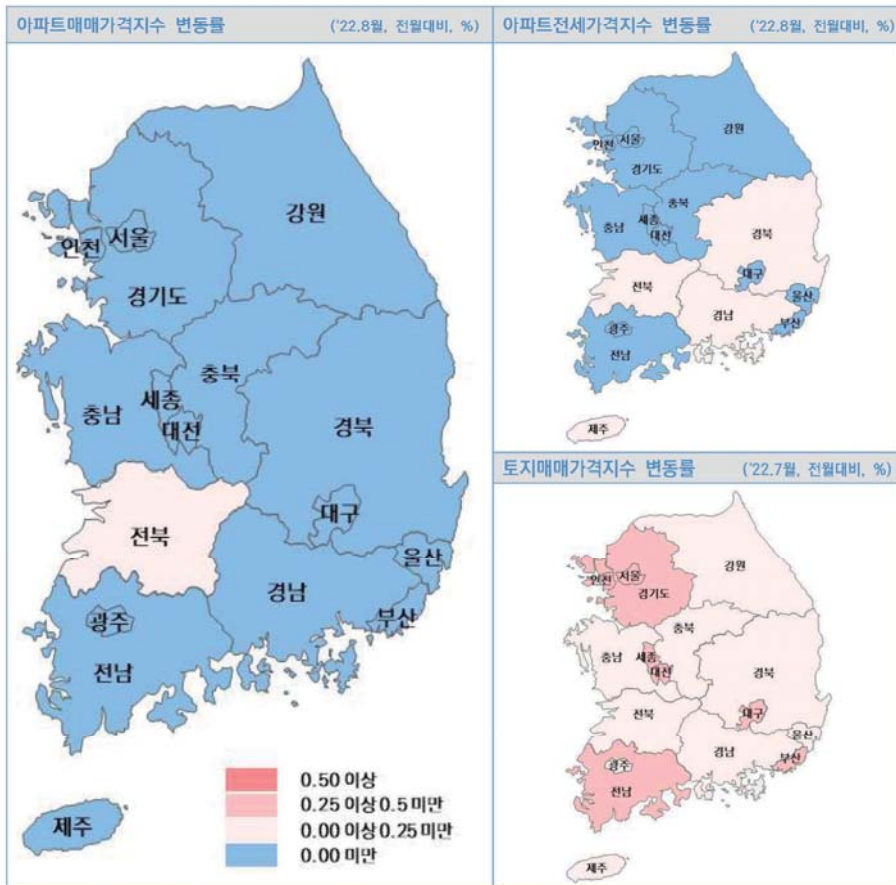 아파트매매가격지수 변동률 ('22.8월, 전월대비, %)
강원
인천
서울
경기도
충북
세종
충남
대전
경북
대구
전북
울산
경남
부산
광주
전남
제주
0.50 이상
0.25 이상 0.5 미만
0.00 이상 0.25 미만
0.00 미만
아파트전세가격지수 변동률 ('22.8월, 전월대비, %)
강원
인천
서울
경기도
충북
세종
충남
대전
경북
대구
전북
울산
경남
부산
광주
전남
제주
토지매매가격지수 변동률 ('22.7월, 전월대비, %)
강원
인천
서울
경기도
충북
세종
충남
대전
경북
대구
전북
울산
경남
부산
광주
전남
제주